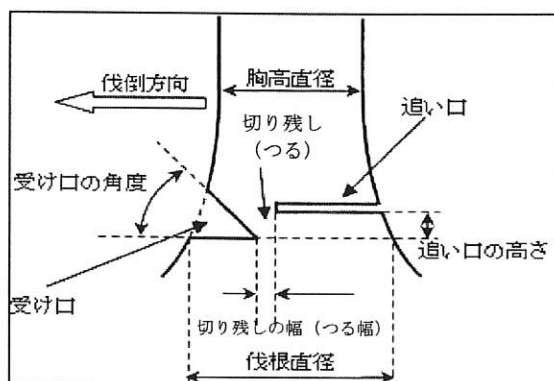 伐倒方向
胸高直径
追い口
切り残し
(つる)
受け口の角度
追い口の高さ
受け口
切り残しの幅(つる幅)
伐根直径